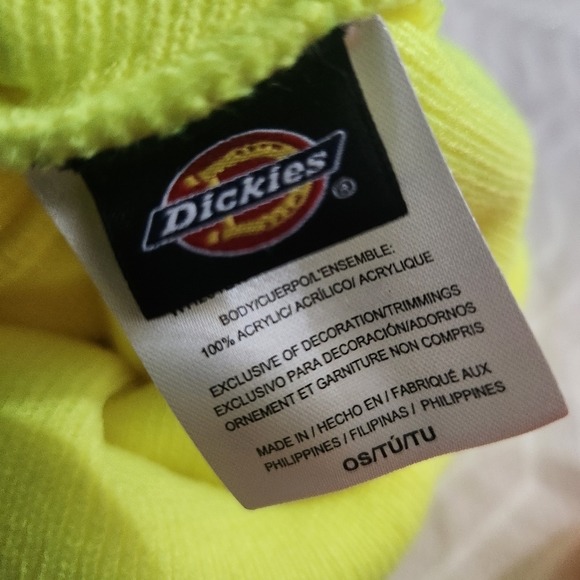 Dickies
®
BODY/CUERPO/L'ENSEMBLE:
100% ACRYLIC/ ACRÍLICO/ ACRYLIQUE
EXCLUSIVE OF DECORATION/TRIMMINGS
EXCLUSIVO PARA DECORACIÓN/ADORNOS
ORNEMENT ET GARNITURE NON COMPRIS
MADE IN / HECHO EN / FABRIQUÉ AUX
PHILIPPINES / FILIPINAS / PHILIPPINES
OS/TÚ/TU